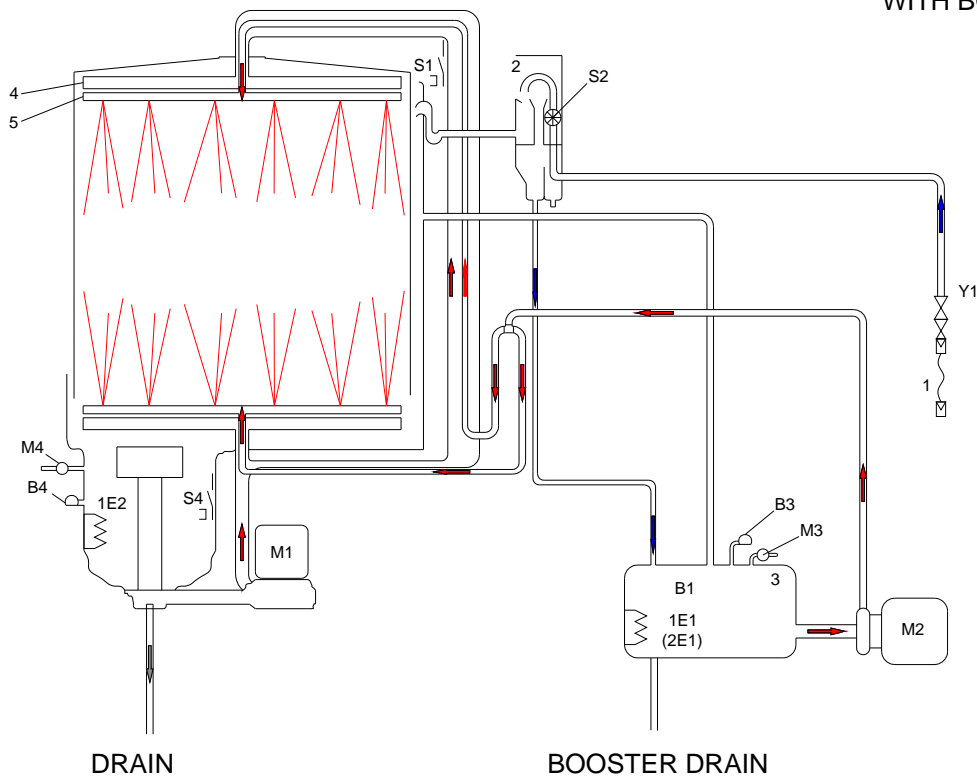 WITH B
4
5
S1
2
S2
Y1
1
M4
B4
1E2
S4
M1
B3
M3
3
B1
1E1
(2E1)
M2
DRAIN
BOOSTER DRAIN